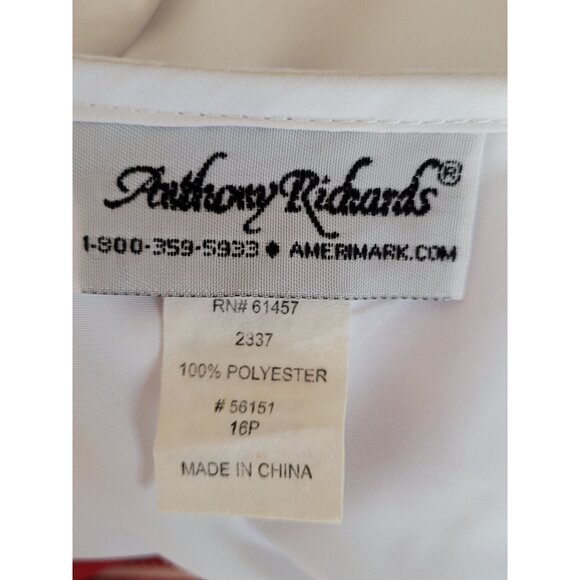 Anthony Richards®
1-800-359-5933 ♦ AMERIMARK.COM
RN# 61457
2337
100% POLYESTER
# 56151
16P
MADE IN CHINA